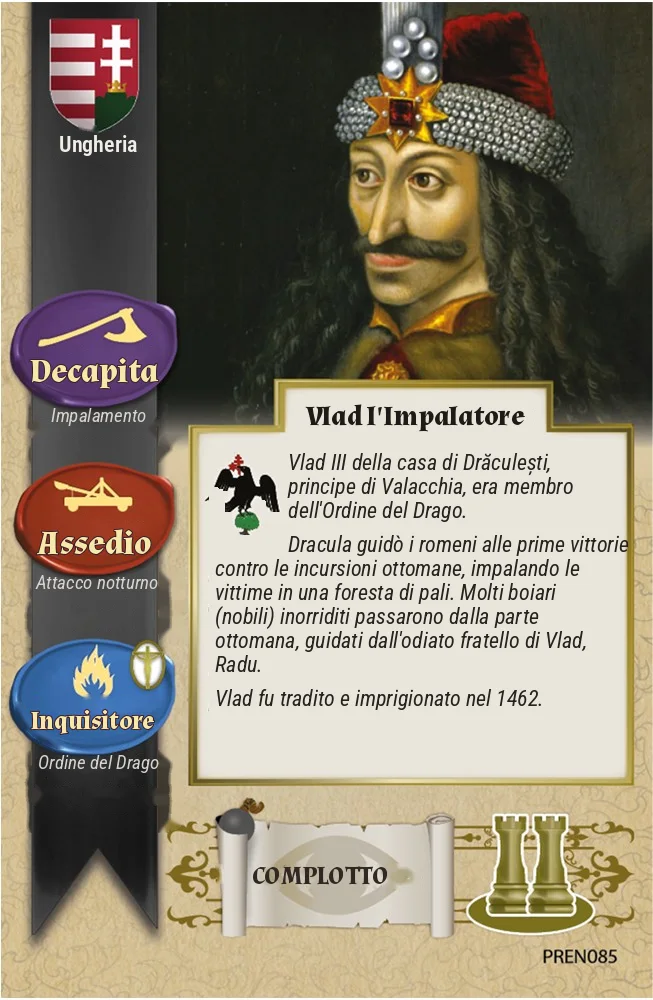 Ungheria
Decapita
Impalamento
Assedio
Attacco notturno
Inquisitore
Ordine del Drago
Vlad l'Impalatore
Vlad III della casa di Drăculești,
principe di Valacchia, era membro
dell'Ordine del Drago.
Dracula guidò i romeni alle prime vittorie
contro le incursioni ottomane, impalando le
vittime in una foresta di pali. Molti boiari
(nobili) inorriditi passarono dalla parte
ottomana, guidati dall'odiato fratello di Vlad,
Radu.
Vlad fu tradito e imprigionato nel 1462.
COMPLOTTO
PREN085